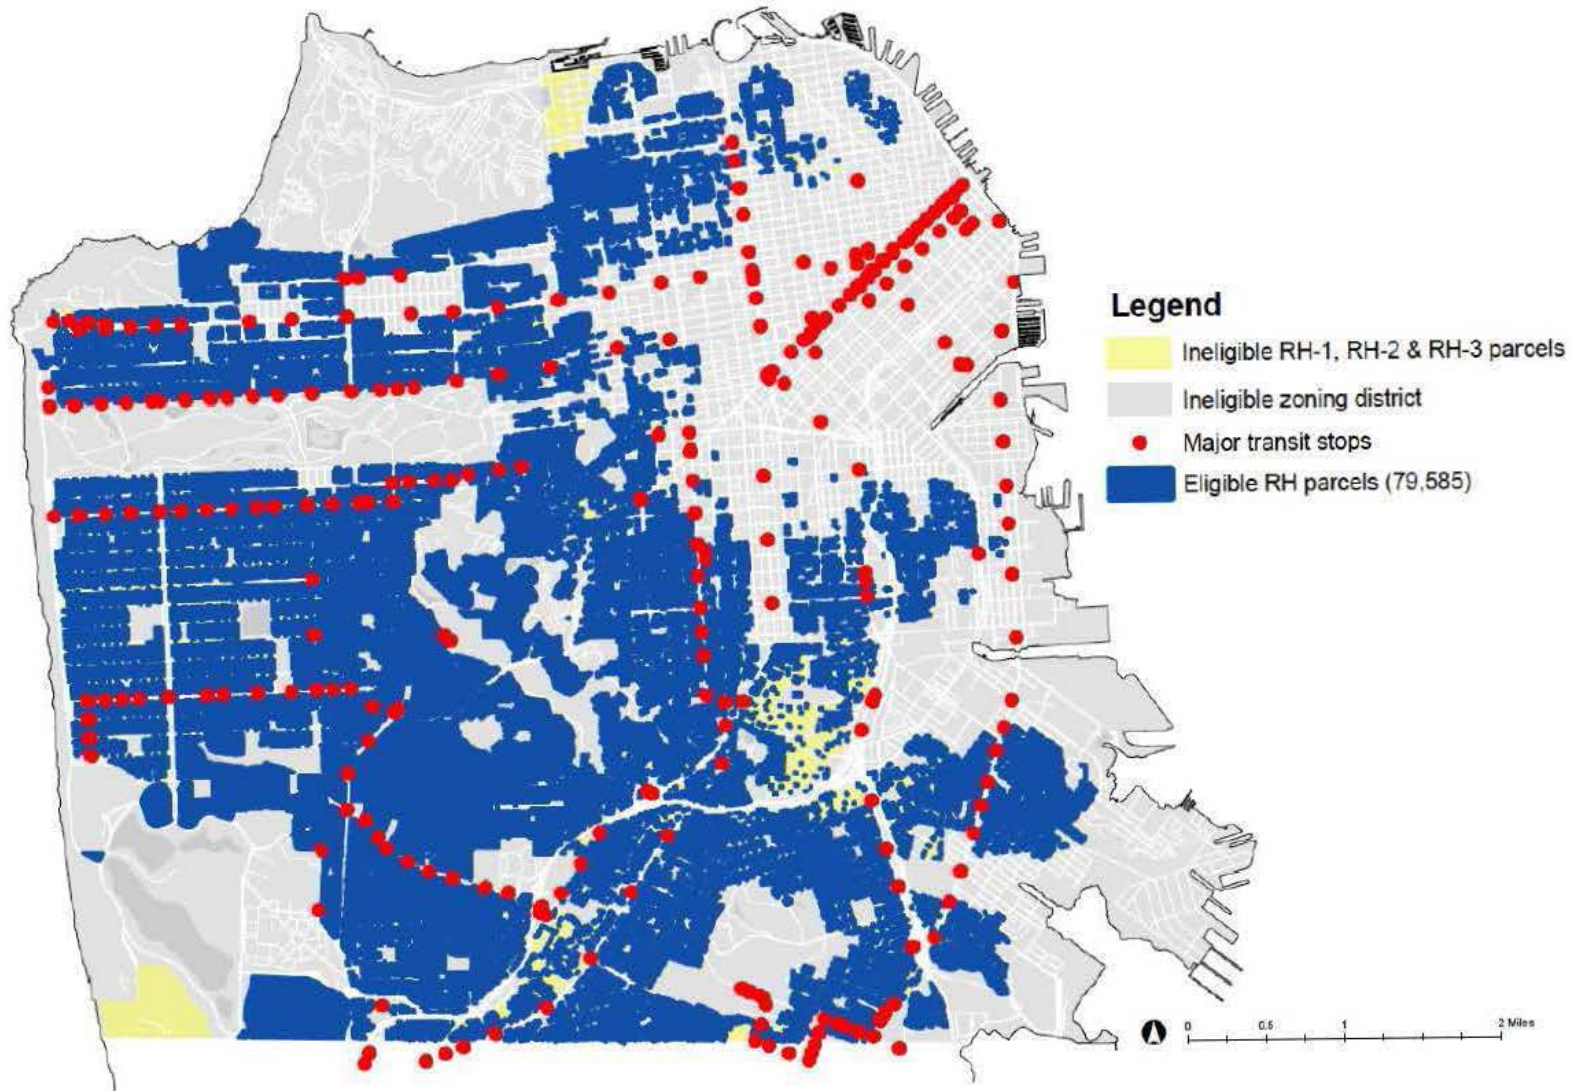 Legend
Ineligible RH-1, RH-2 & RH-3 parcels
Ineligible zoning district
Major transit stops
Eligible RH parcels (79,585)
0 0.5 1 2 Miles